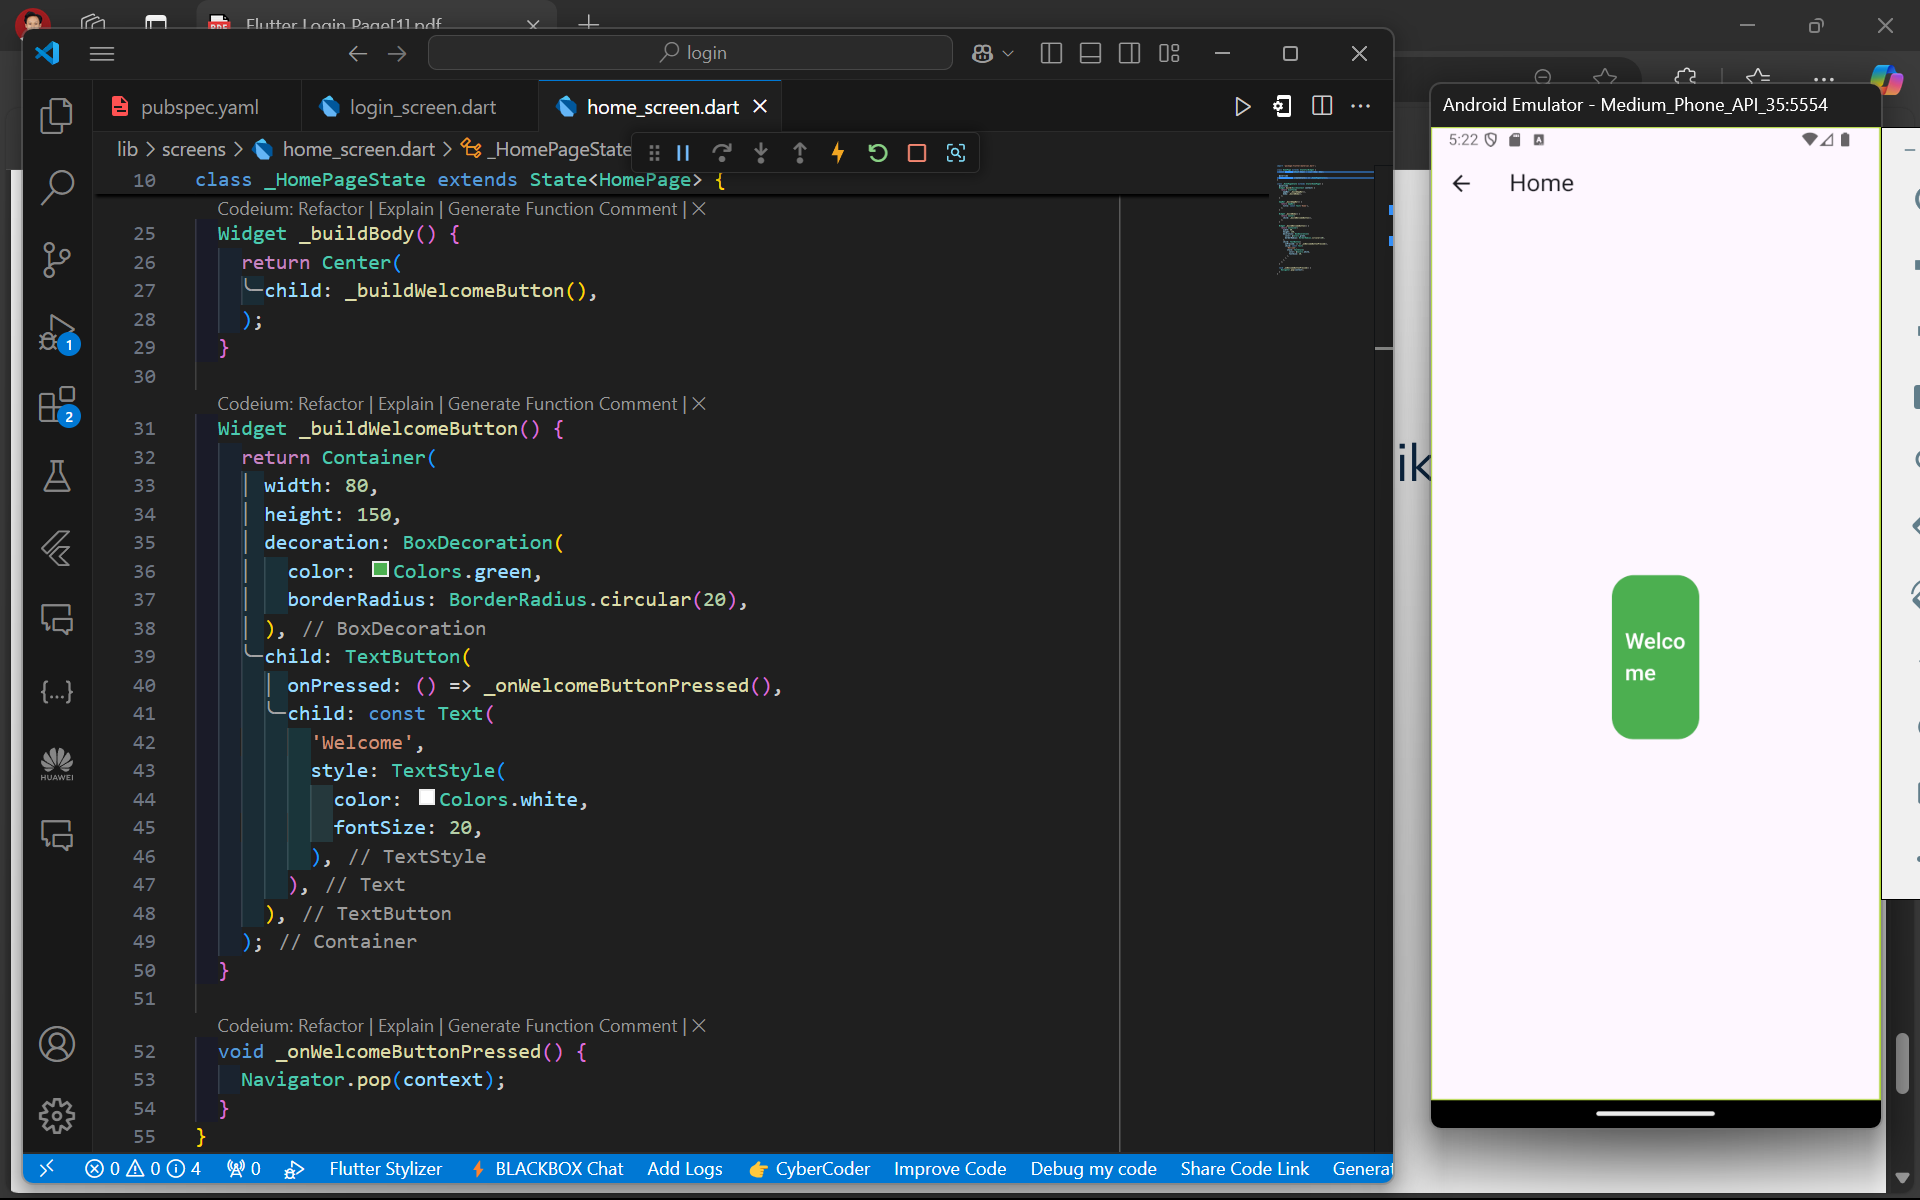 Flutter Login Page[1].pdf
login
pubspec.yaml
login_screen.dart
home_screen.dart
lib > screens > home_screen.dart > _HomePageState
10 class _HomePageState extends State<HomePage> {
Codeium: Refactor | Explain | Generate Function Comment | X
25 Widget _buildBody() {
26 return Center(
27 child: _buildWelcomeButton(),
28 );
29 }
30
Codeium: Refactor | Explain | Generate Function Comment | X
31 Widget _buildWelcomeButton() {
32 return Container(
33 width: 80,
34 height: 150,
35 decoration: BoxDecoration(
36 color: Colors.green,
37 borderRadius: BorderRadius.circular(20),
38 ), // BoxDecoration
39 child: TextButton(
40 onPressed: () => _onWelcomeButtonPressed(),
41 child: const Text(
42 'Welcome',
43 style: TextStyle(
44 color: Colors.white,
45 fontSize: 20,
46 ), // TextStyle
47 ), // Text
48 ), // TextButton
49 ); // Container
50 }
51
Codeium: Refactor | Explain | Generate Function Comment | X
52 void _onWelcomeButtonPressed() {
53 Navigator.pop(context);
54 }
55 }
1
2
HUAWEI
0 0 4 0 Flutter Stylizer BLACKBOX Chat Add Logs CyberCoder Improve Code Debug my code Share Code Link Generat
ik
Android Emulator - Medium_Phone_API_35:5554
5:22
Home
Welco
me